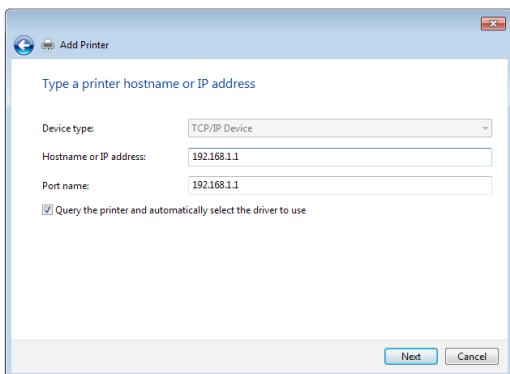 Add Printer
Type a printer hostname or IP address
Device type: TCP/IP Device
Hostname or IP address: 192.168.1.1
Port name: 192.168.1.1
Query the printer and automatically select the driver to use
Next Cancel